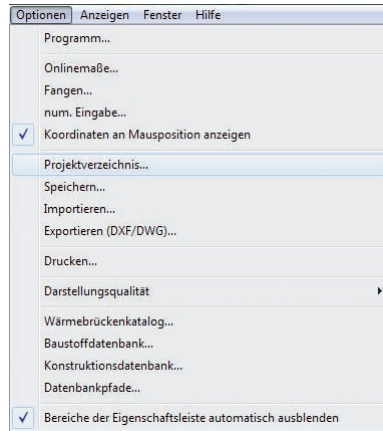 Optionen Anzeigen Fenster Hilfe
Programm...
Onlinemaße...
Fangen...
num. Eingabe...
Koordinaten an Mausposition anzeigen
Projektverzeichnis...
Speichern...
Importieren...
Exportieren (DXF/DWG)...
Drucken...
Darstellungsqualität
Wärmebrückenkatalog...
Baustoffdatenbank...
Konstruktionsdatenbank...
Datenbankpfade...
Bereiche der Eigenschaftsleiste automatisch ausblenden